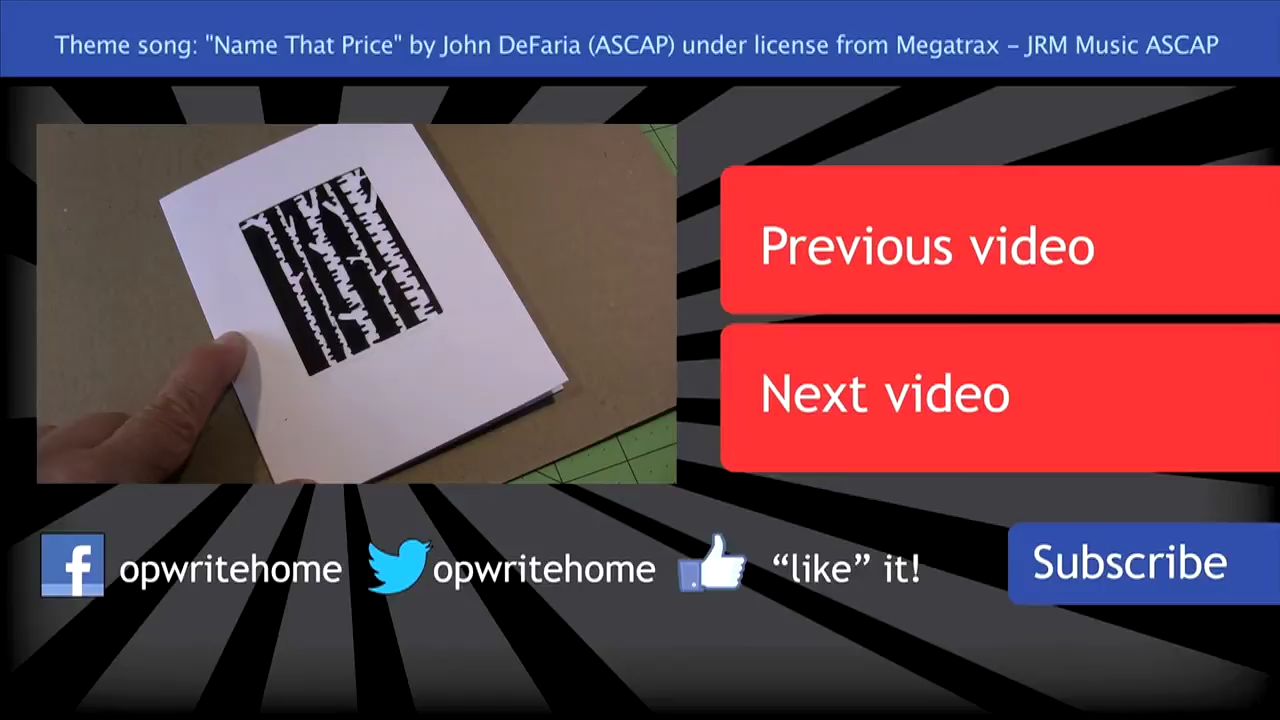 Theme song: "Name That Price" by John DeFaria (ASCAP) under license from Megatrax – JRM Music ASCAP
Previous video
Next video
f opwritehome opwritehome “like” it!
Subscribe